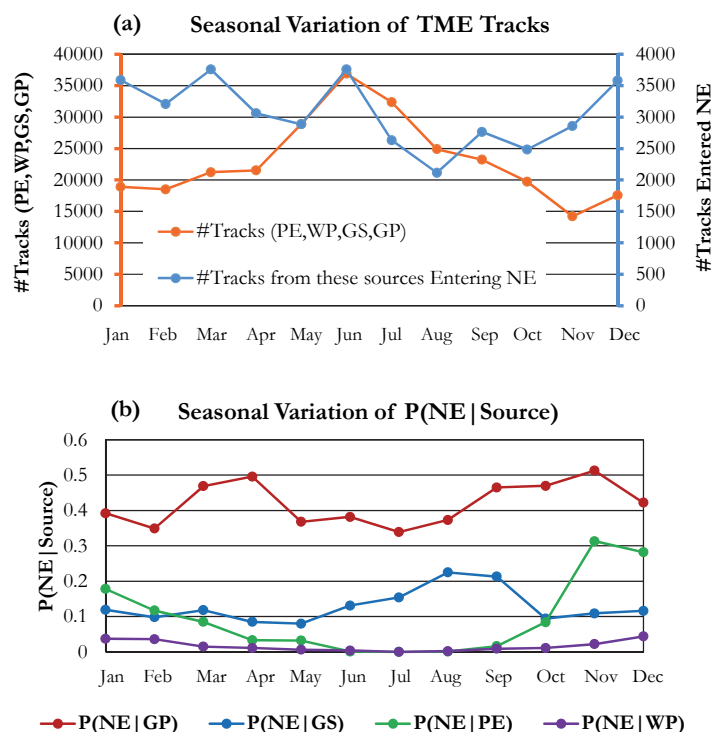 (a) Seasonal Variation of TME Tracks
#Tracks (PE,WP,GS,GP)
40000
35000
30000
25000
20000
15000
10000
5000
0
4000
3500
3000
2500
2000
1500
1000
500
0
#Tracks Entered NE
#Tracks (PE,WP,GS,GP)
#Tracks from these sources Entering NE
Jan Feb Mar Apr May Jun Jul Aug Sep Oct Nov Dec
(b) Seasonal Variation of P(NE|Source)
P(NE|Source)
0.6
0.5
0.4
0.3
0.2
0.1
0
Jan Feb Mar Apr May Jun Jul Aug Sep Oct Nov Dec
P(NE|GP) P(NE|GS) P(NE|PE) P(NE|WP)